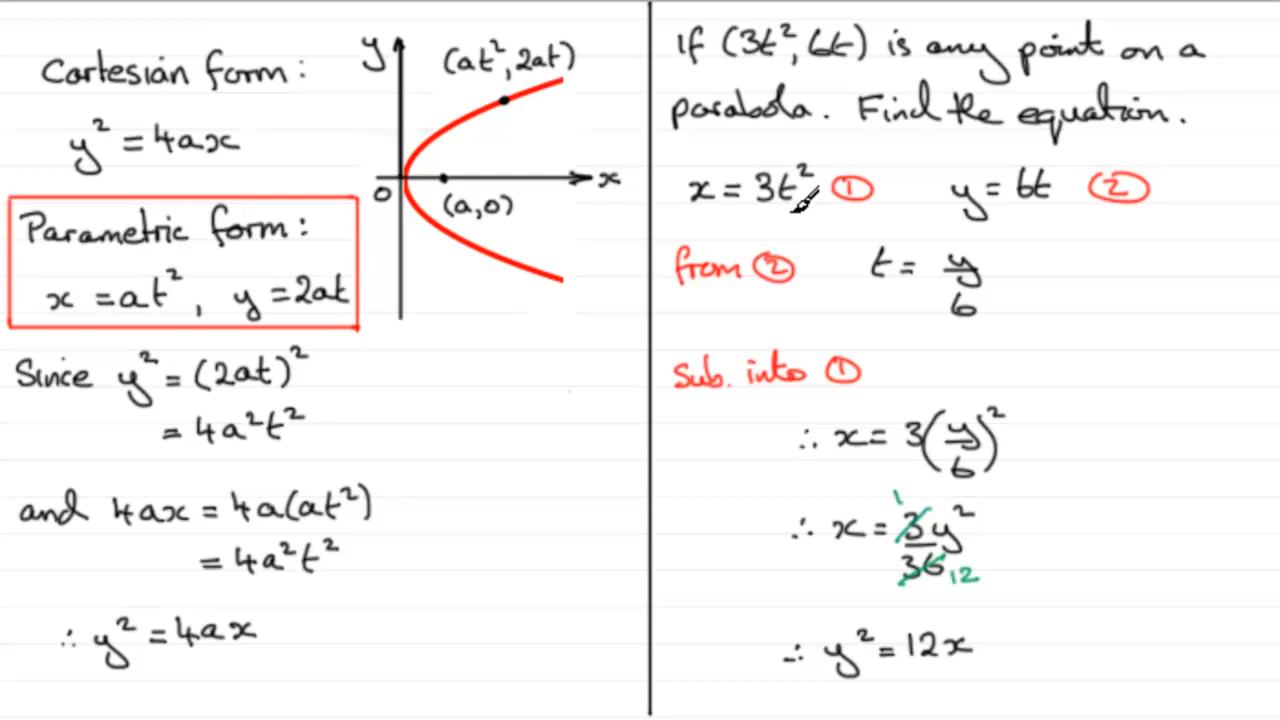 Cartesian form:
y² = 4ax
y
(at², 2at)
x
0
(a,0)
Parametric form:
x = at², y = 2at
Since y² = (2at)²
= 4a²t²
and 4ax = 4a(at²)
= 4a²t²
∴ y² = 4ax
If (3t², 6t) is any point on a
parabola. Find the equation.
x = 3t² ① y = 6t ②
from ② t = y/6
Sub. into ①
∴ x = 3(y/6)²
1
∴ x = 3y²/36 12
∴ y² = 12x